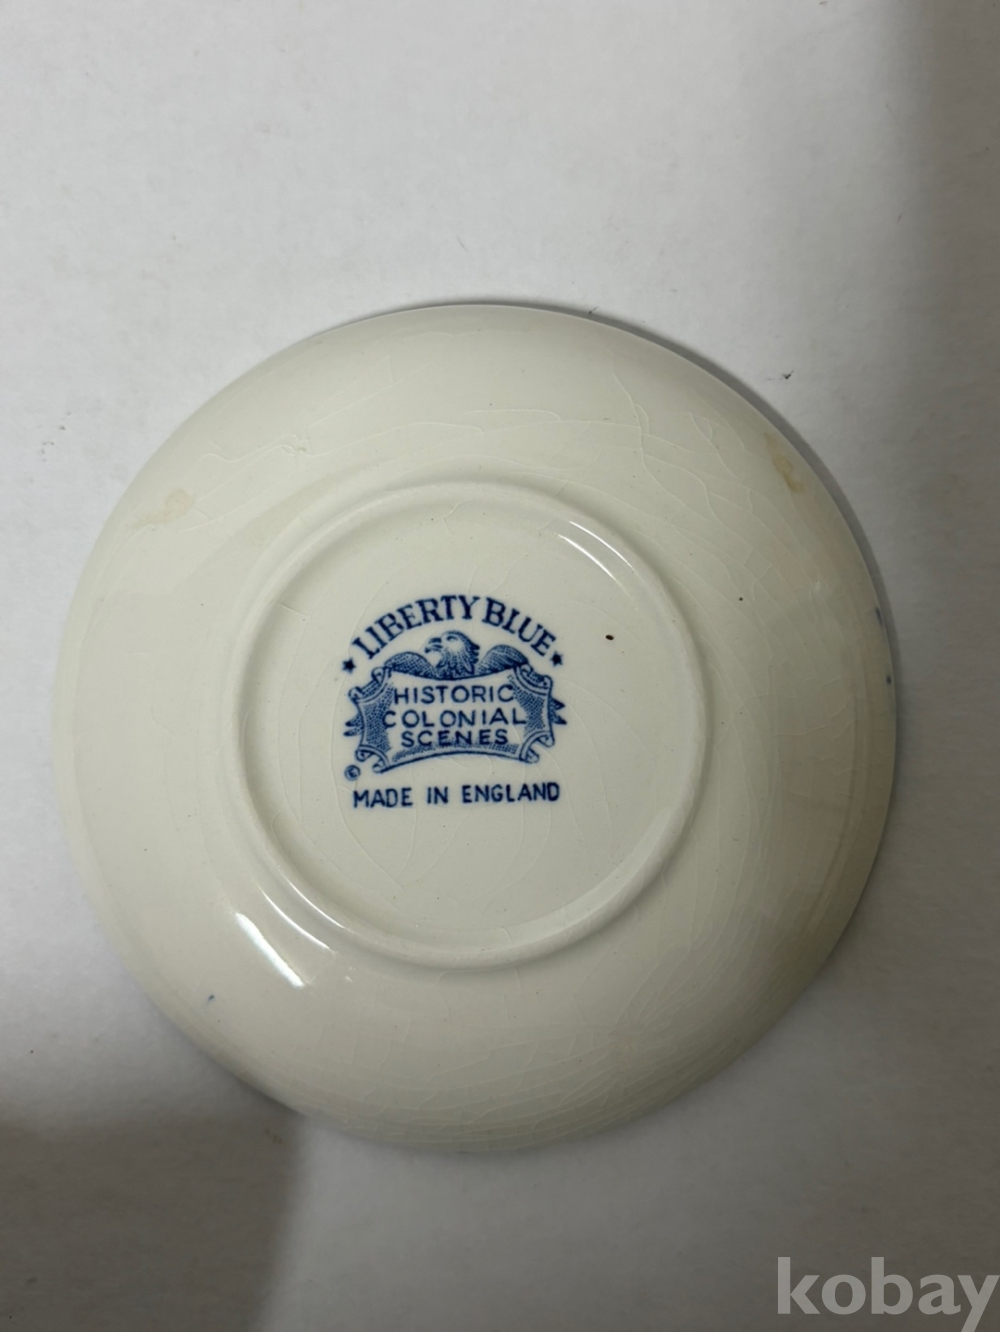 LIBERTY BLUE
HISTORIC
COLONIAL
SCENES
©
MADE IN ENGLAND
kobay